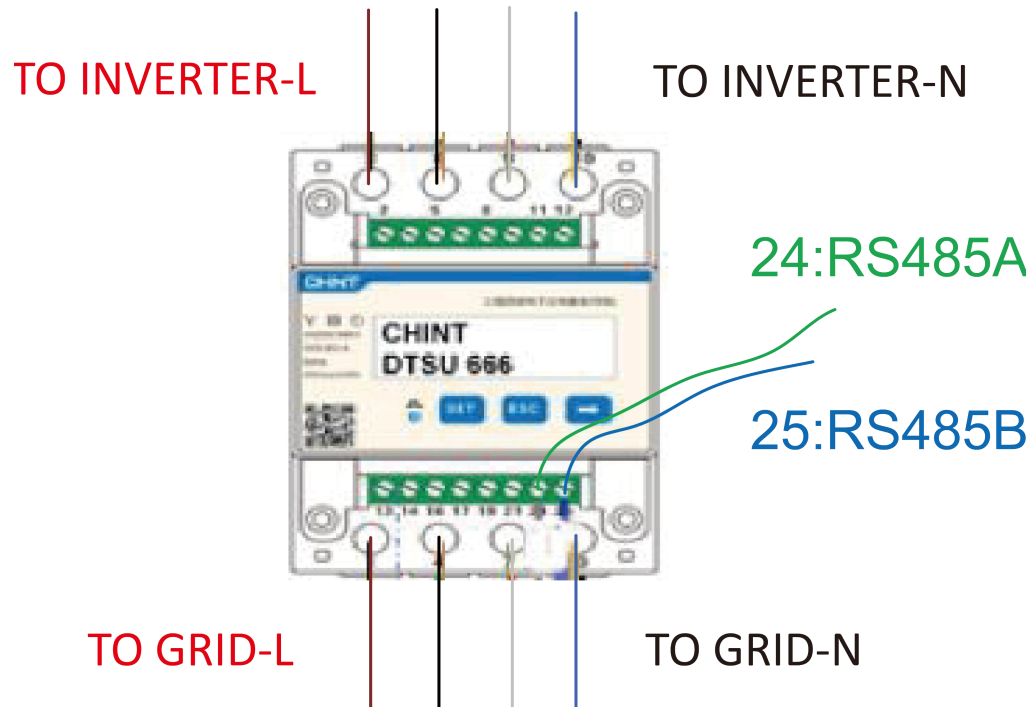 TO INVERTER-L
TO INVERTER-N
2 5 8 11 12
CHINT
24:RS485A
CHINT
DTSU 666
SET
ESC
25:RS485B
13 14 16 17 19 21
TO GRID-L
TO GRID-N